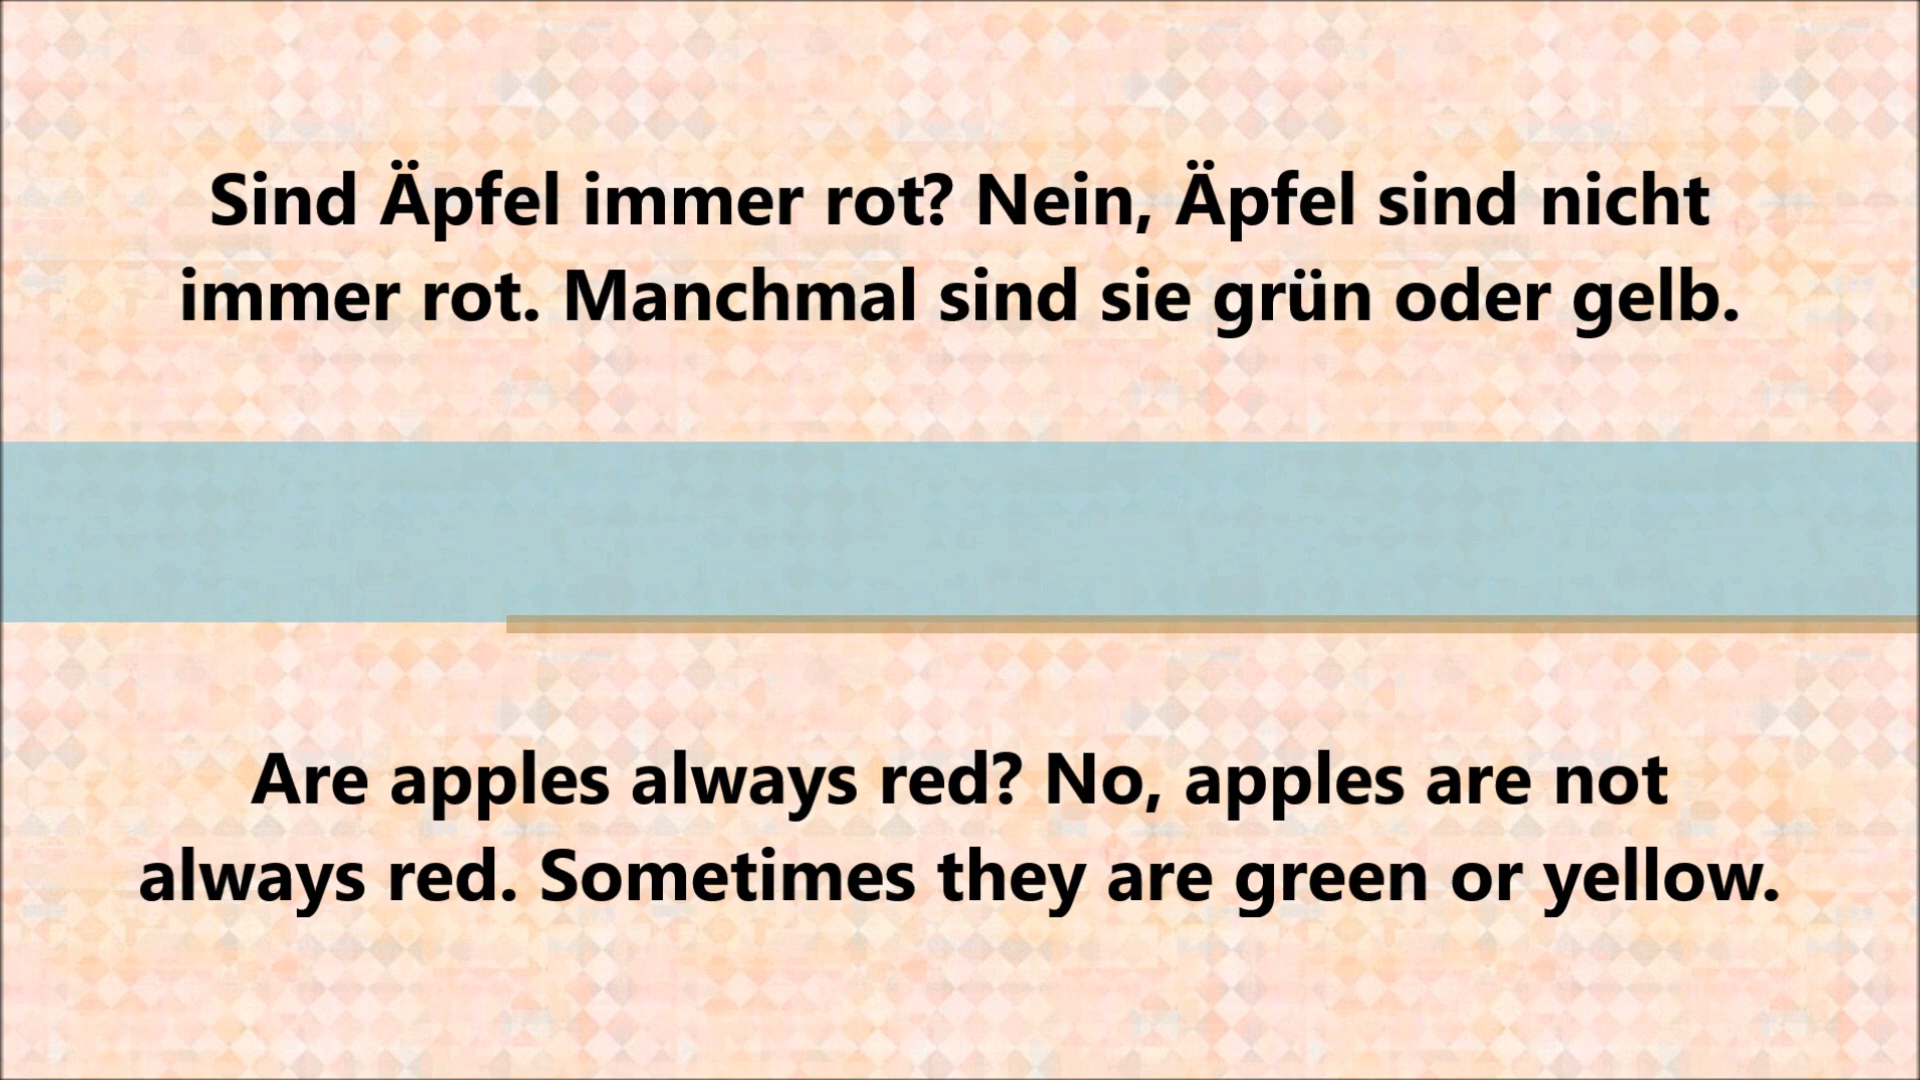 Sind Äpfel immer rot? Nein, Äpfel sind nicht
immer rot. Manchmal sind sie grün oder gelb.
Are apples always red? No, apples are not
always red. Sometimes they are green or yellow.